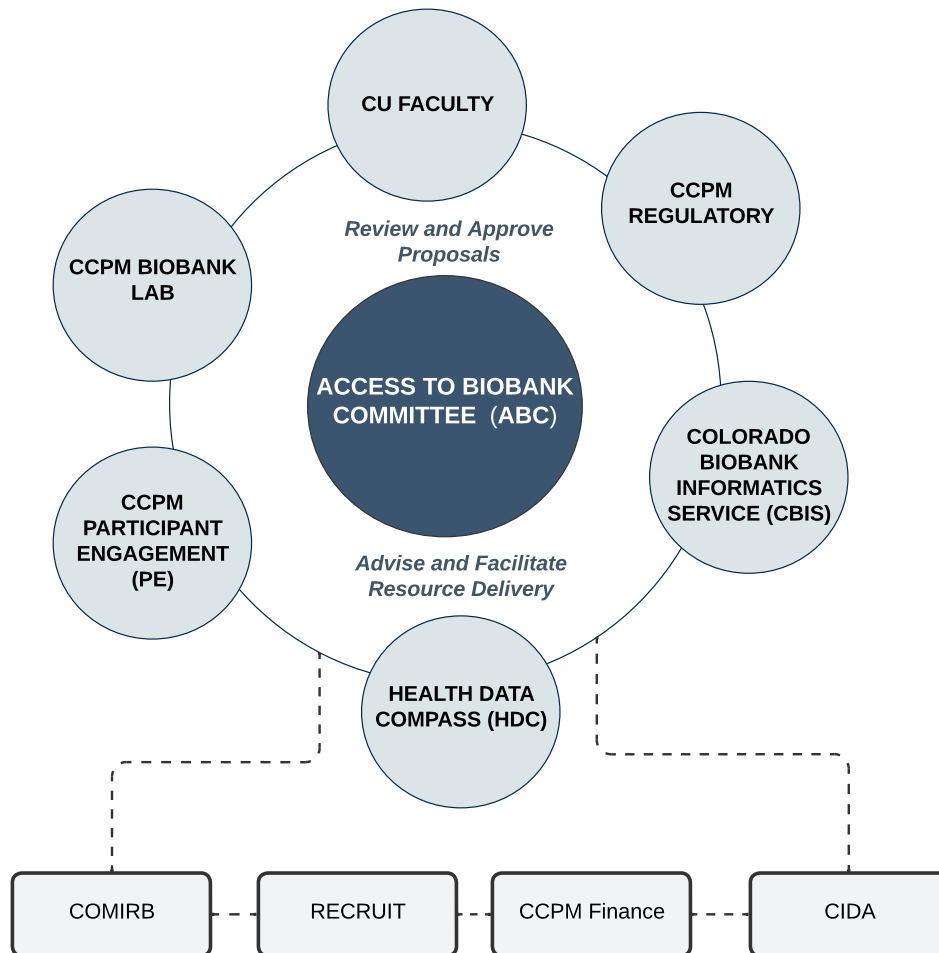 CU FACULTY
CCPM
REGULATORY
Review and Approve
Proposals
CCPM BIOBANK
LAB
ACCESS TO BIOBANK
COMMITTEE (ABC)
COLORADO
BIOBANK
INFORMATICS
SERVICE (CBIS)
CCPM
PARTICIPANT
ENGAGEMENT
(PE)
Advise and Facilitate
Resource Delivery
HEALTH DATA
COMPASS (HDC)
COMIRB
RECRUIT
CCPM Finance
CIDA